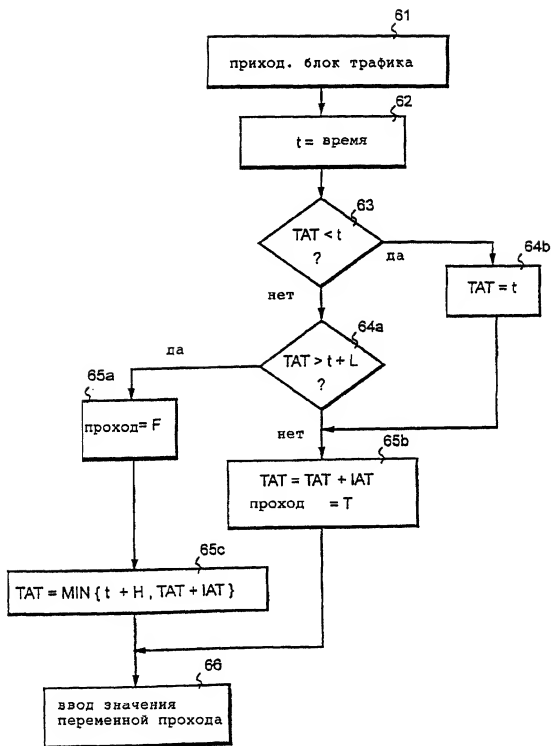 61
приход. блок трафика
62
t = время
63
TAT < t
?
да
64b
TAT = t
нет
64a
TAT > t + L
?
да
65a
проход = F
нет
65b
TAT = TAT + IAT
проход = T
65c
TAT = MIN { t + H , TAT + IAT }
66
ввод значения
переменной прохода